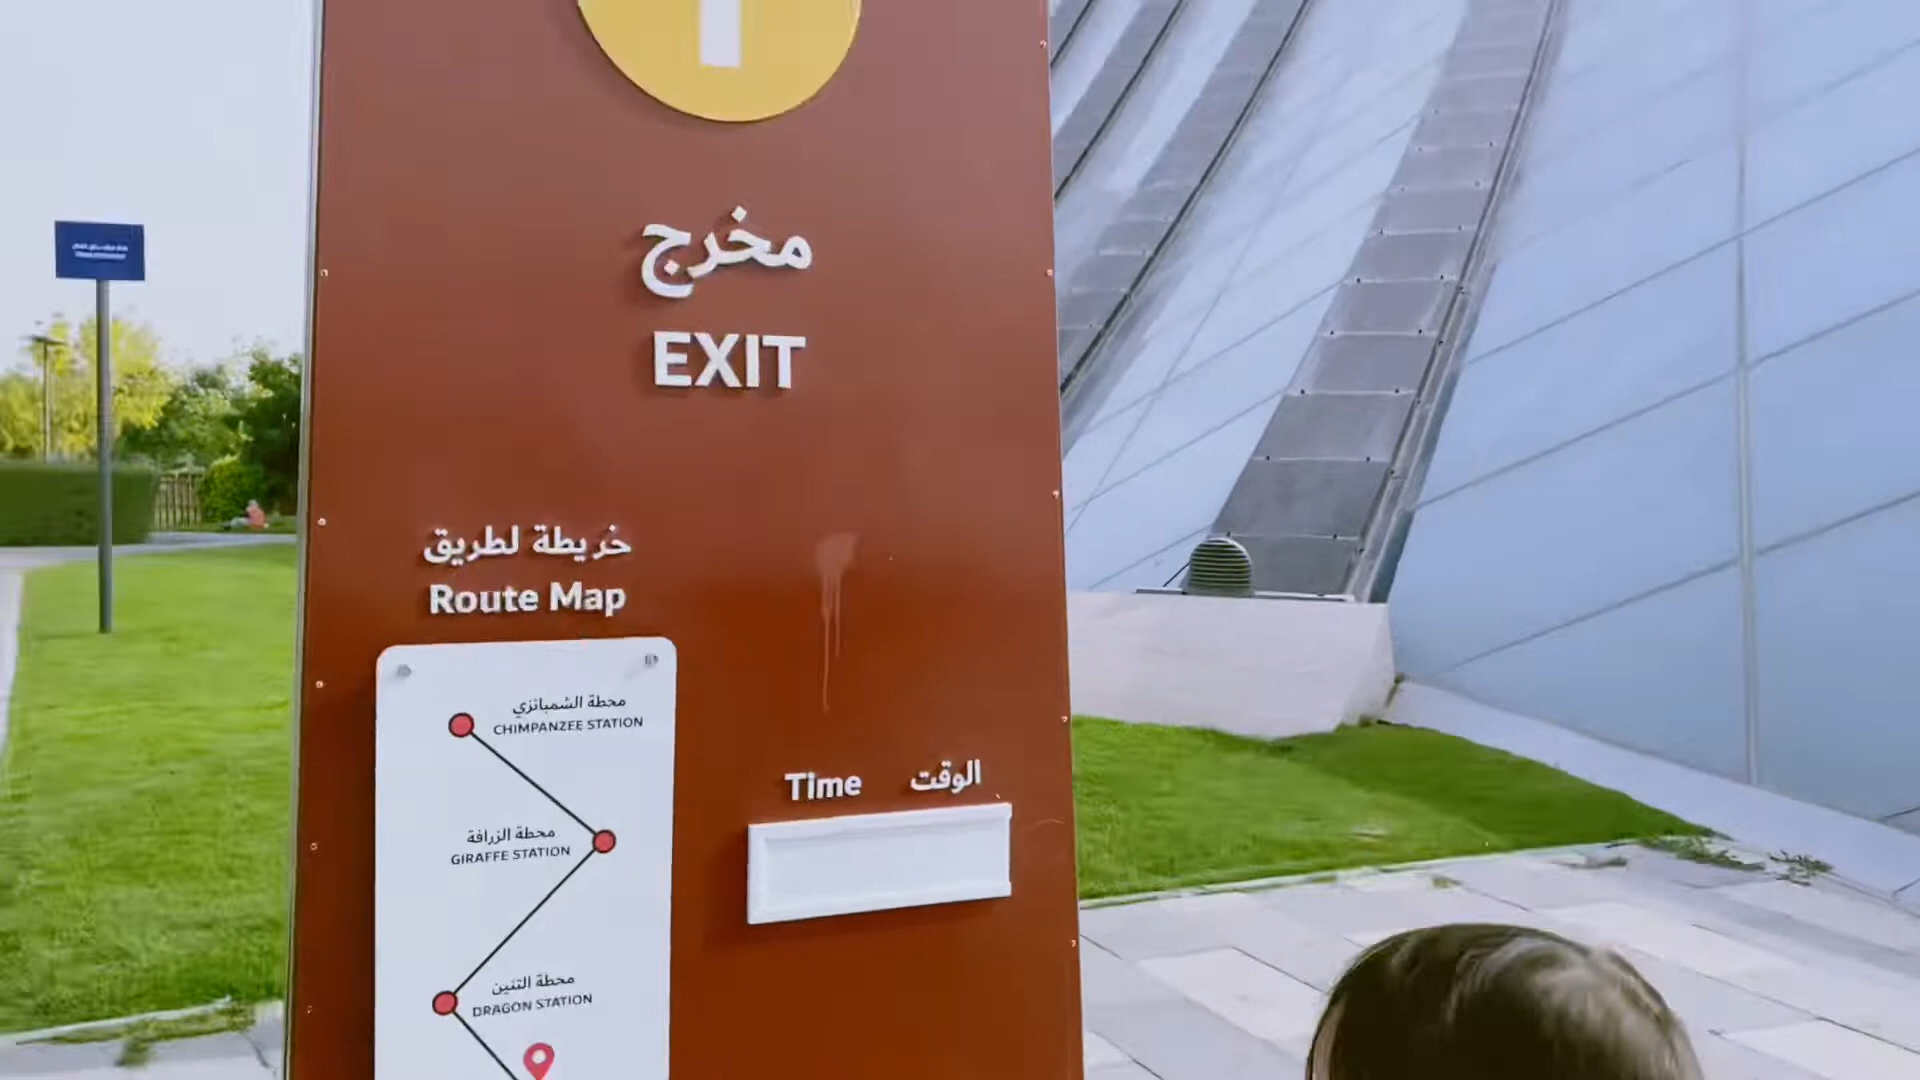 مخرج
EXIT
خريطة لطريق
Route Map
محطة الشمبانزي
CHIMPANZEE STATION
محطة الزرافة
GIRAFFE STATION
محطة التنين
DRAGON STATION
Time الوقت